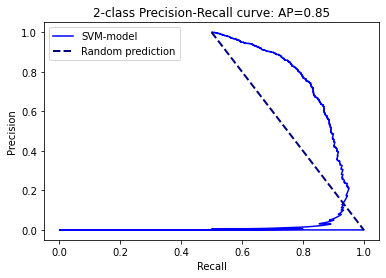 2-class Precision-Recall curve: AP=0.85
SVM-model
Random prediction
Precision
1.0
0.8
0.6
0.4
0.2
0.0
0.0 0.2 0.4 0.6 0.8 1.0
Recall